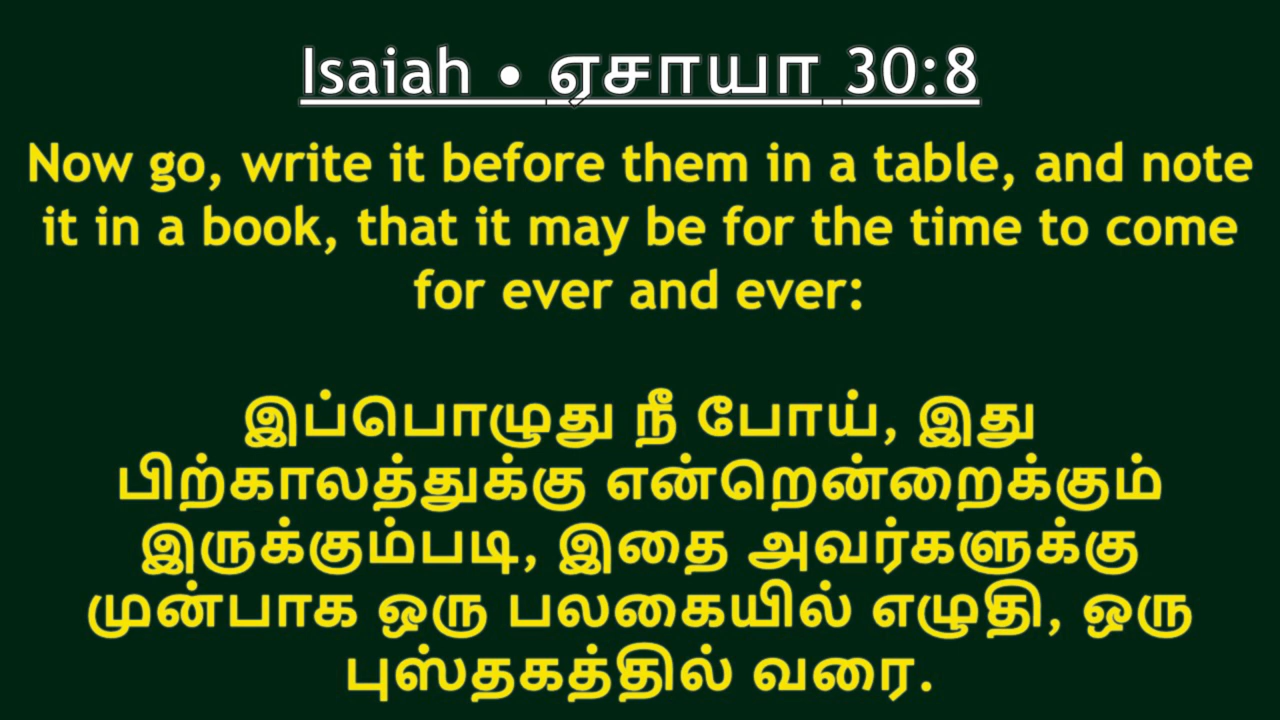 Isaiah • ஏசாயா 30:8
Now go, write it before them in a table, and note
it in a book, that it may be for the time to come
for ever and ever:
இப்பொழுது நீ போய், இது
பிற்காலத்துக்கு என்றென்றைக்கும்
இருக்கும்படி, இதை அவர்களுக்கு
முன்பாக ஒரு பலகையில் எழுதி, ஒரு
புஸ்தகத்தில் வரை.